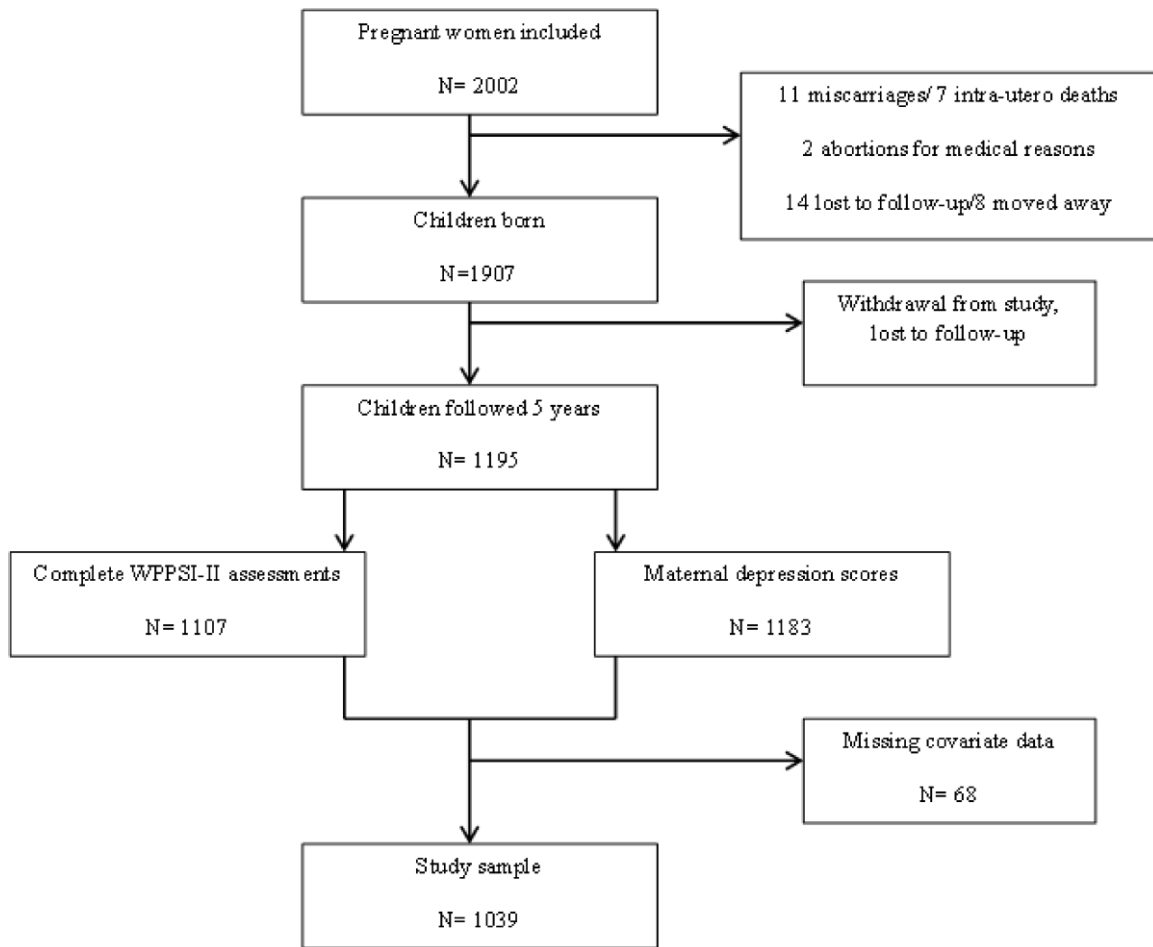 Pregnant women included
N= 2002
11 miscarriages/ 7 intra-utero deaths
2 abortions for medical reasons
14 lost to follow-up/8 moved away
Children born
N=1907
Withdrawal from study,
lost to follow-up
Children followed 5 years
N= 1195
Complete WPPSI-II assessments
N= 1107
Maternal depression scores
N= 1183
Missing covariate data
N= 68
Study sample
N= 1039